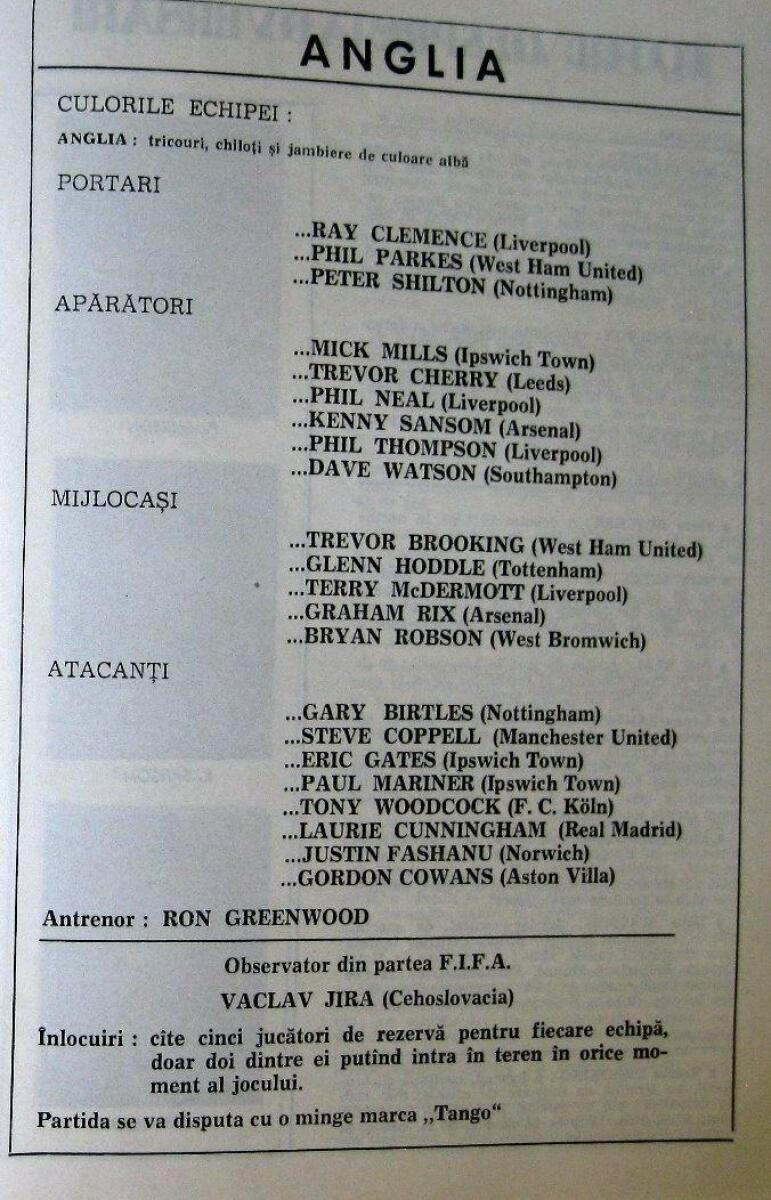 ANGLIA
CULORILE ECHIPEI :
ANGLIA : tricouri, chiloți și jambiere de culoare albă
PORTARI
...RAY CLEMENCE (Liverpool)
...PHIL PARKES (West Ham United)
...PETER SHILTON (Nottingham)
APĂRĂTORI
...MICK MILLS (Ipswich Town)
...TREVOR CHERRY (Leeds)
...PHIL NEAL (Liverpool)
...KENNY SANSOM (Arsenal)
...PHIL THOMPSON (Liverpool)
...DAVE WATSON (Southampton)
MIJLOCAȘI
...TREVOR BROOKING (West Ham United)
...GLENN HODDLE (Tottenham)
...TERRY McDERMOTT (Liverpool)
...GRAHAM RIX (Arsenal)
...BRYAN ROBSON (West Bromwich)
ATACANȚI
...GARY BIRTLES (Nottingham)
...STEVE COPPELL (Manchester United)
...ERIC GATES (Ipswich Town)
...PAUL MARINER (Ipswich Town)
...TONY WOODCOCK (F. C. Köln)
...LAURIE CUNNINGHAM (Real Madrid)
...JUSTIN FASHANU (Norwich)
...GORDON COWANS (Aston Villa)
Antrenor : RON GREENWOOD
Observator din partea F.I.F.A.
VACLAV JIRA (Cehoslovacia)
Înlocuiri : cîte cinci jucători de rezervă pentru fiecare echipă,
doar doi dintre ei putînd intra în teren în orice mo-
ment al jocului.
Partida se va disputa cu o minge marca „Tango“